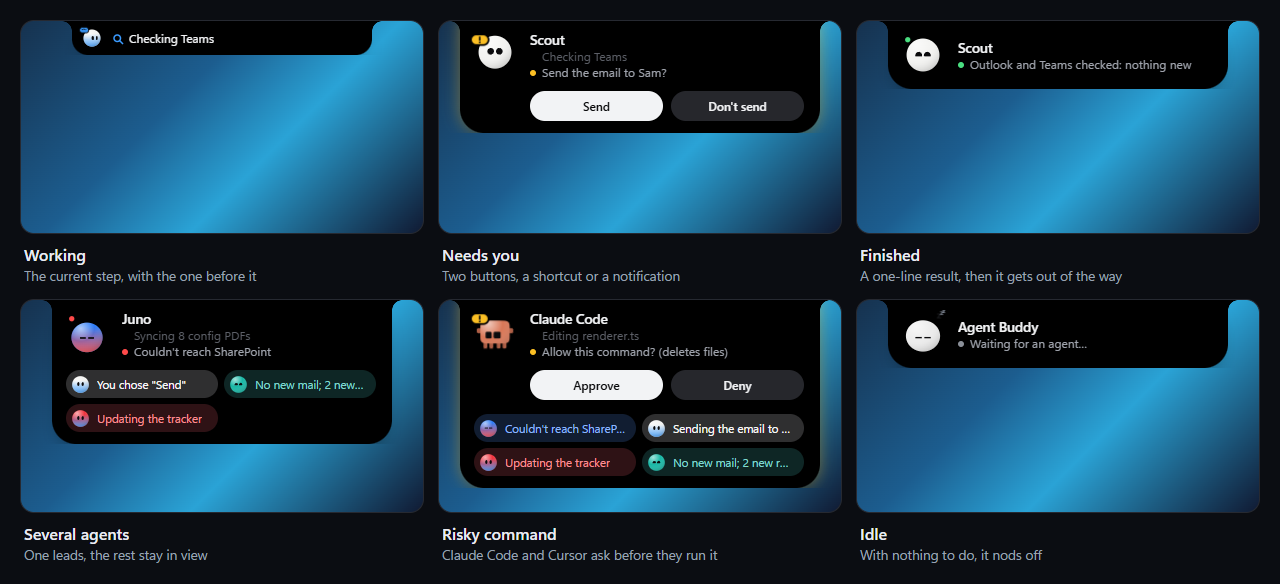 Checking Teams
Working
The current step, with the one before it
Scout
Checking Teams
Send the email to Sam?
Send
Don't send
Needs you
Two buttons, a shortcut or a notification
Scout
Outlook and Teams checked: nothing new
Finished
A one-line result, then it gets out of the way
Juno
Syncing 8 config PDFs
Couldn't reach SharePoint
You chose "Send"
No new mail; 2 new...
Updating the tracker
Several agents
One leads, the rest stay in view
Claude Code
Editing renderer.ts
Allow this command? (deletes files)
Approve
Deny
Couldn't reach ShareP...
Sending the email to ...
Updating the tracker
No new mail; 2 new r...
Risky command
Claude Code and Cursor ask before they run it
Agent Buddy
Waiting for an agent...
Idle
With nothing to do, it nods off